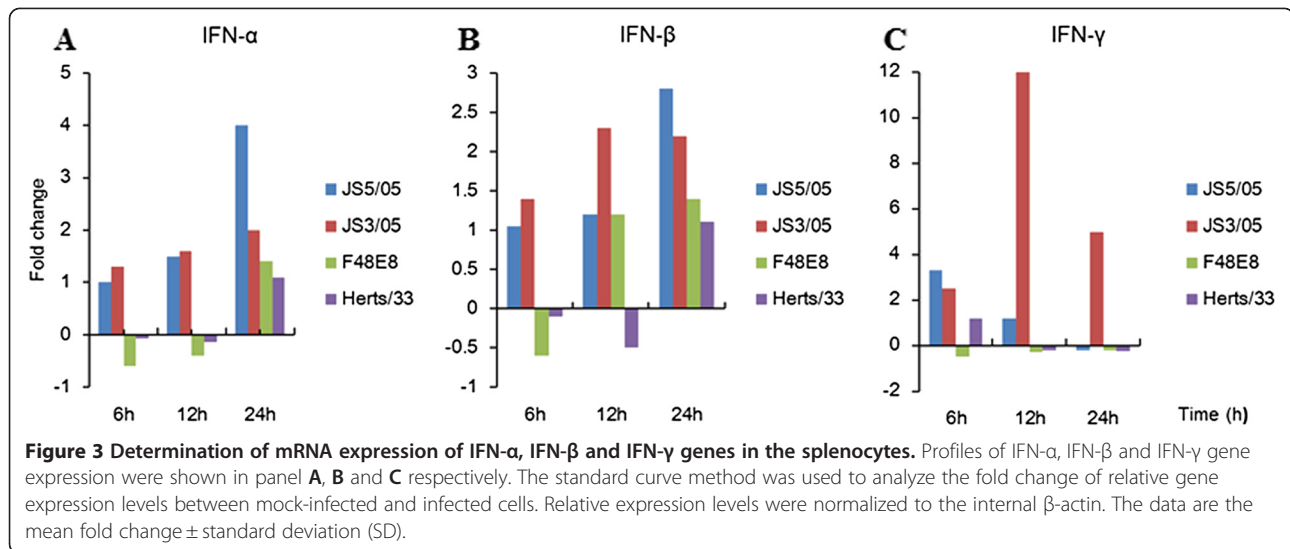 A
IFN-α
5
4
3
2
1
0
-1
Fold change
6h
12h
24h
JS5/05
JS3/05
F48E8
Herts/33
B
IFN-β
3
2.5
2
1.5
1
0.5
0
-0.5
-1
6h
12h
24h
JS5/05
JS3/05
F48E8
Herts/33
C
IFN-γ
12
10
8
6
4
2
0
-2
6h
12h
24h
Time (h)
JS5/05
JS3/05
F48E8
Herts/33
Figure 3 Determination of mRNA expression of IFN-α, IFN-β and IFN-γ genes in the splenocytes. Profiles of IFN-α, IFN-β and IFN-γ gene
expression were shown in panel A, B and C respectively. The standard curve method was used to analyze the fold change of relative gene
expression levels between mock-infected and infected cells. Relative expression levels were normalized to the internal β-actin. The data are the
mean fold change ± standard deviation (SD).